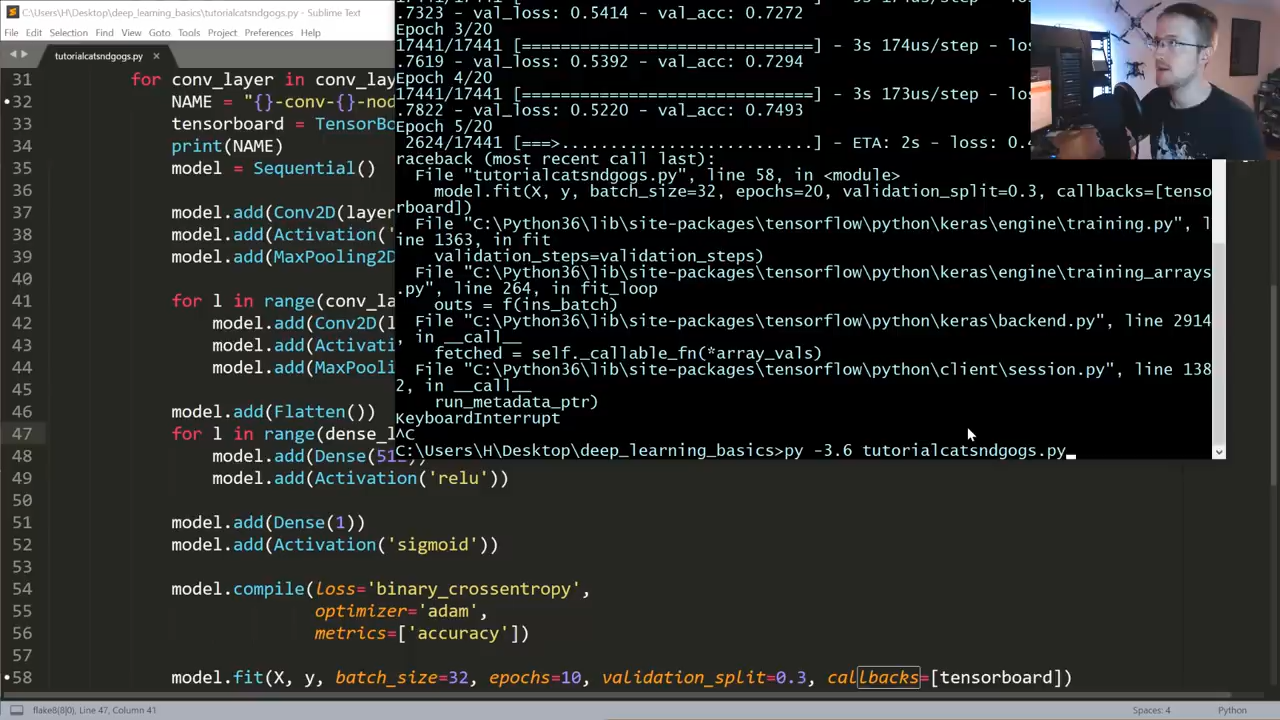 C:\Users\H\Desktop\deep_learning_basics\tutorialcatsndgogs.py - Sublime Text
File Edit Selection Find View Goto Tools Project Preferences Help
tutorialcatsndgogs.py ×
31 for conv_layer in conv_lay
32 NAME = "{}-conv-{}-nod
33 tensorboard = TensorBo
34 print(NAME)
35 model = Sequential()
36
37 model.add(Conv2D(layer
38 model.add(Activation('
39 model.add(MaxPooling2D
40
41 for l in range(conv_la
42 model.add(Conv2D(l
43 model.add(Activati
44 model.add(MaxPooli
45
46 model.add(Flatten())
47 for l in range(dense_l
48 model.add(Dense(512
49 model.add(Activation('relu'))
50
51 model.add(Dense(1))
52 model.add(Activation('sigmoid'))
53
54 model.compile(loss='binary_crossentropy',
55 optimizer='adam',
56 metrics=['accuracy'])
57
58 model.fit(X, y, batch_size=32, epochs=10, validation_split=0.3, callbacks=[tensorboard])
.7323 - val_loss: 0.5414 - val_acc: 0.7272
Epoch 3/20
17441/17441 [==============================] - 3s 174us/step - los
.7619 - val_loss: 0.5392 - val_acc: 0.7294
Epoch 4/20
17441/17441 [==============================] - 3s 173us/step - los
.7822 - val_loss: 0.5220 - val_acc: 0.7493
Epoch 5/20
2624/17441 [===>..........................] - ETA: 2s - loss: 0.4
raceback (most recent call last):
File "tutorialcatsndgogs.py", line 58, in <module>
model.fit(X, y, batch_size=32, epochs=20, validation_split=0.3, callbacks=[tenso
rboard])
File "C:\Python36\lib\site-packages\tensorflow\python\keras\engine\training.py", l
ine 1363, in fit
validation_steps=validation_steps)
File "C:\Python36\lib\site-packages\tensorflow\python\keras\engine\training_arrays
.py", line 264, in fit_loop
outs = f(ins_batch)
File "C:\Python36\lib\site-packages\tensorflow\python\keras\backend.py", line 2914
, in __call__
fetched = self._callable_fn(*array_vals)
File "C:\Python36\lib\site-packages\tensorflow\python\client\session.py", line 138
2, in __call__
run_metadata_ptr)
KeyboardInterrupt
^C
C:\Users\H\Desktop\deep_learning_basics>py -3.6 tutorialcatsndgogs.py
flake8(8|0), Line 47, Column 41 Spaces: 4 Python